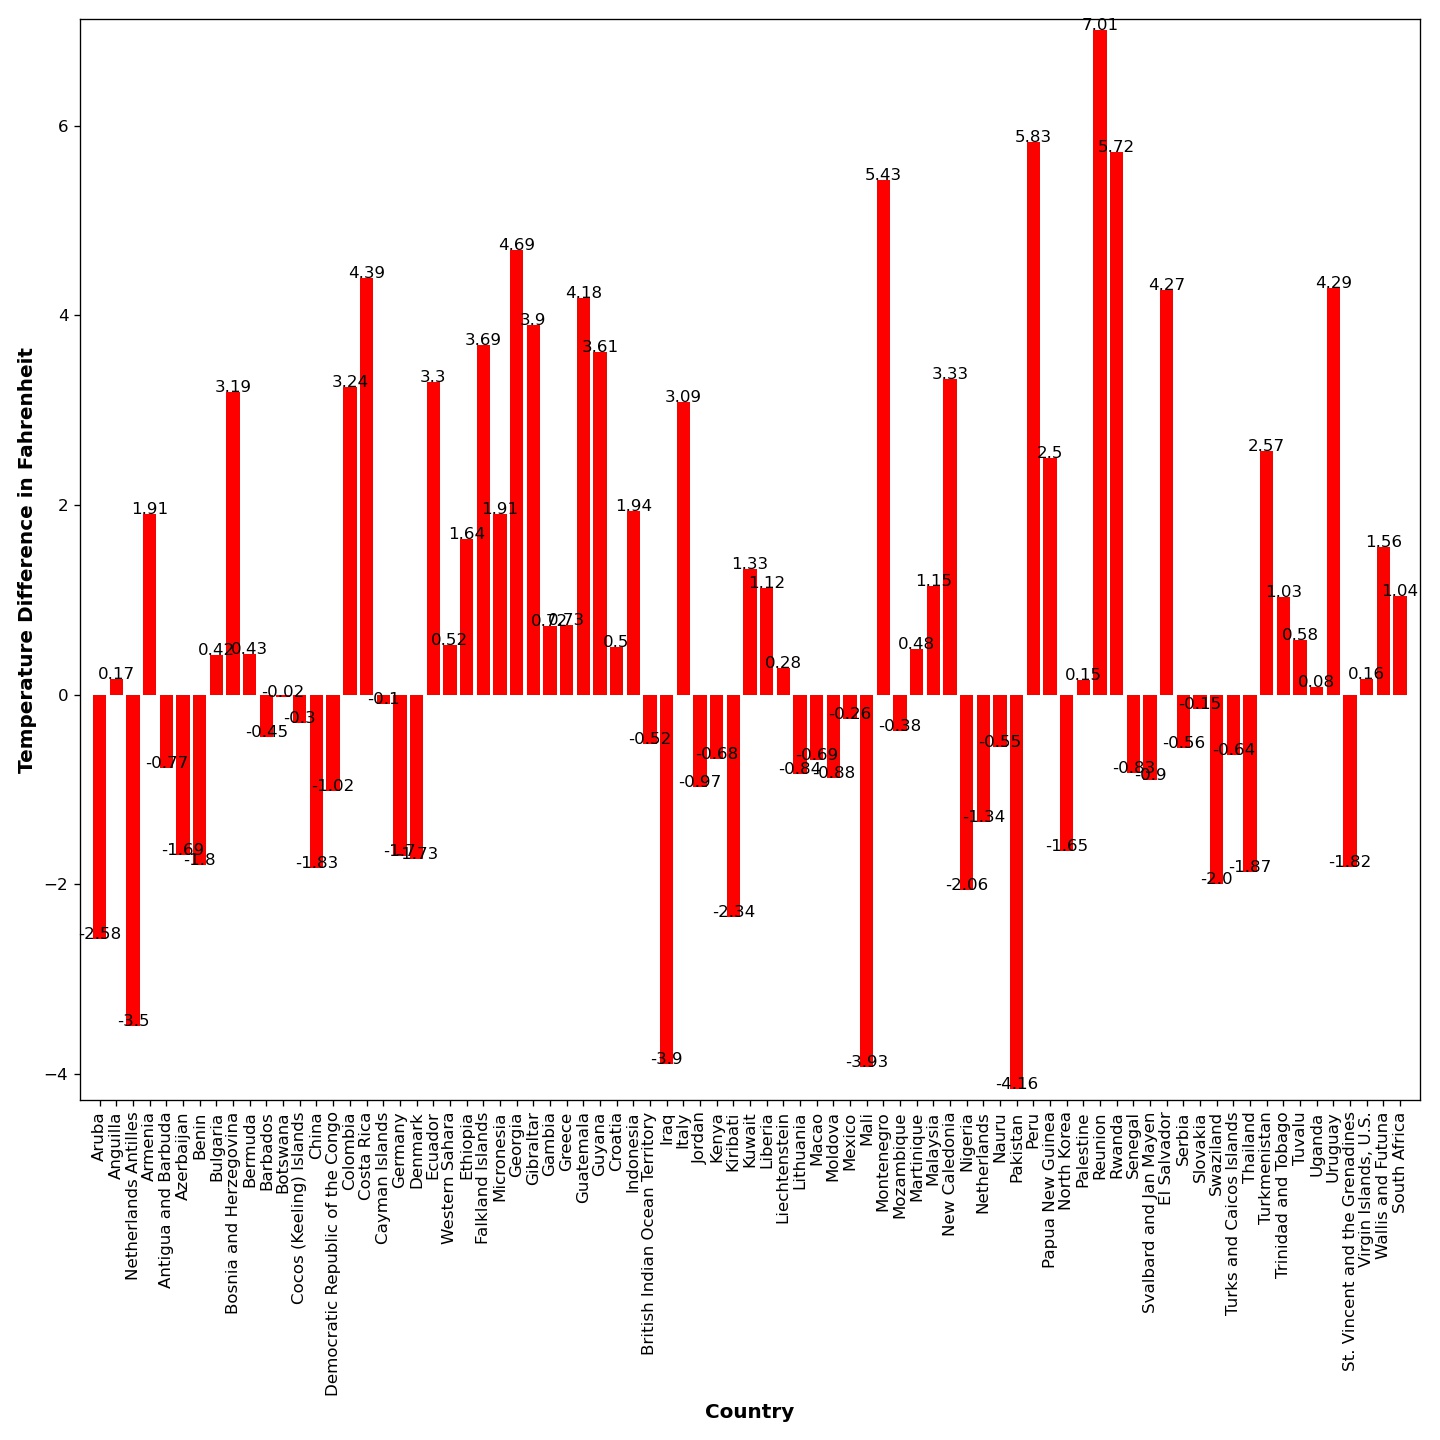 Temperature Difference in Fahrenheit
6
4
2
0
−2
−4
-2.58
0.17
-3.5
1.91
-0.77
-1.69
-1.8
0.42
3.19
0.43
-0.45
-0.02
-0.3
-1.83
-1.02
3.24
4.39
-0.1
-1.7
-1.73
3.3
0.52
1.64
3.69
1.91
4.69
3.9
0.72
0.73
4.18
3.61
0.5
1.94
-0.52
-3.9
3.09
-0.97
-0.68
-2.34
1.33
1.12
0.28
-0.84
-0.69
-0.88
-0.26
-3.93
5.43
-0.38
0.48
1.15
3.33
-2.06
-1.34
-0.55
-4.16
5.83
2.5
-1.65
0.15
7.01
5.72
-0.83
-0.9
4.27
-0.56
-0.15
-2.0
-0.64
-1.87
2.57
1.03
0.58
0.08
4.29
-1.82
0.16
1.56
1.04
Aruba
Anguilla
Netherlands Antilles
Armenia
Antigua and Barbuda
Azerbaijan
Benin
Bulgaria
Bosnia and Herzegovina
Bermuda
Barbados
Botswana
Cocos (Keeling) Islands
China
Democratic Republic of the Congo
Colombia
Costa Rica
Cayman Islands
Germany
Denmark
Ecuador
Western Sahara
Ethiopia
Falkland Islands
Micronesia
Georgia
Gibraltar
Gambia
Greece
Guatemala
Guyana
Croatia
Indonesia
British Indian Ocean Territory
Iraq
Italy
Jordan
Kenya
Kiribati
Kuwait
Liberia
Liechtenstein
Lithuania
Macao
Moldova
Mexico
Mali
Montenegro
Mozambique
Martinique
Malaysia
New Caledonia
Nigeria
Netherlands
Nauru
Pakistan
Peru
Papua New Guinea
North Korea
Palestine
Reunion
Rwanda
Senegal
Svalbard and Jan Mayen
El Salvador
Serbia
Slovakia
Swaziland
Turks and Caicos Islands
Thailand
Turkmenistan
Trinidad and Tobago
Tuvalu
Uganda
Uruguay
St. Vincent and the Grenadines
Virgin Islands, U.S.
Wallis and Futuna
South Africa
Country